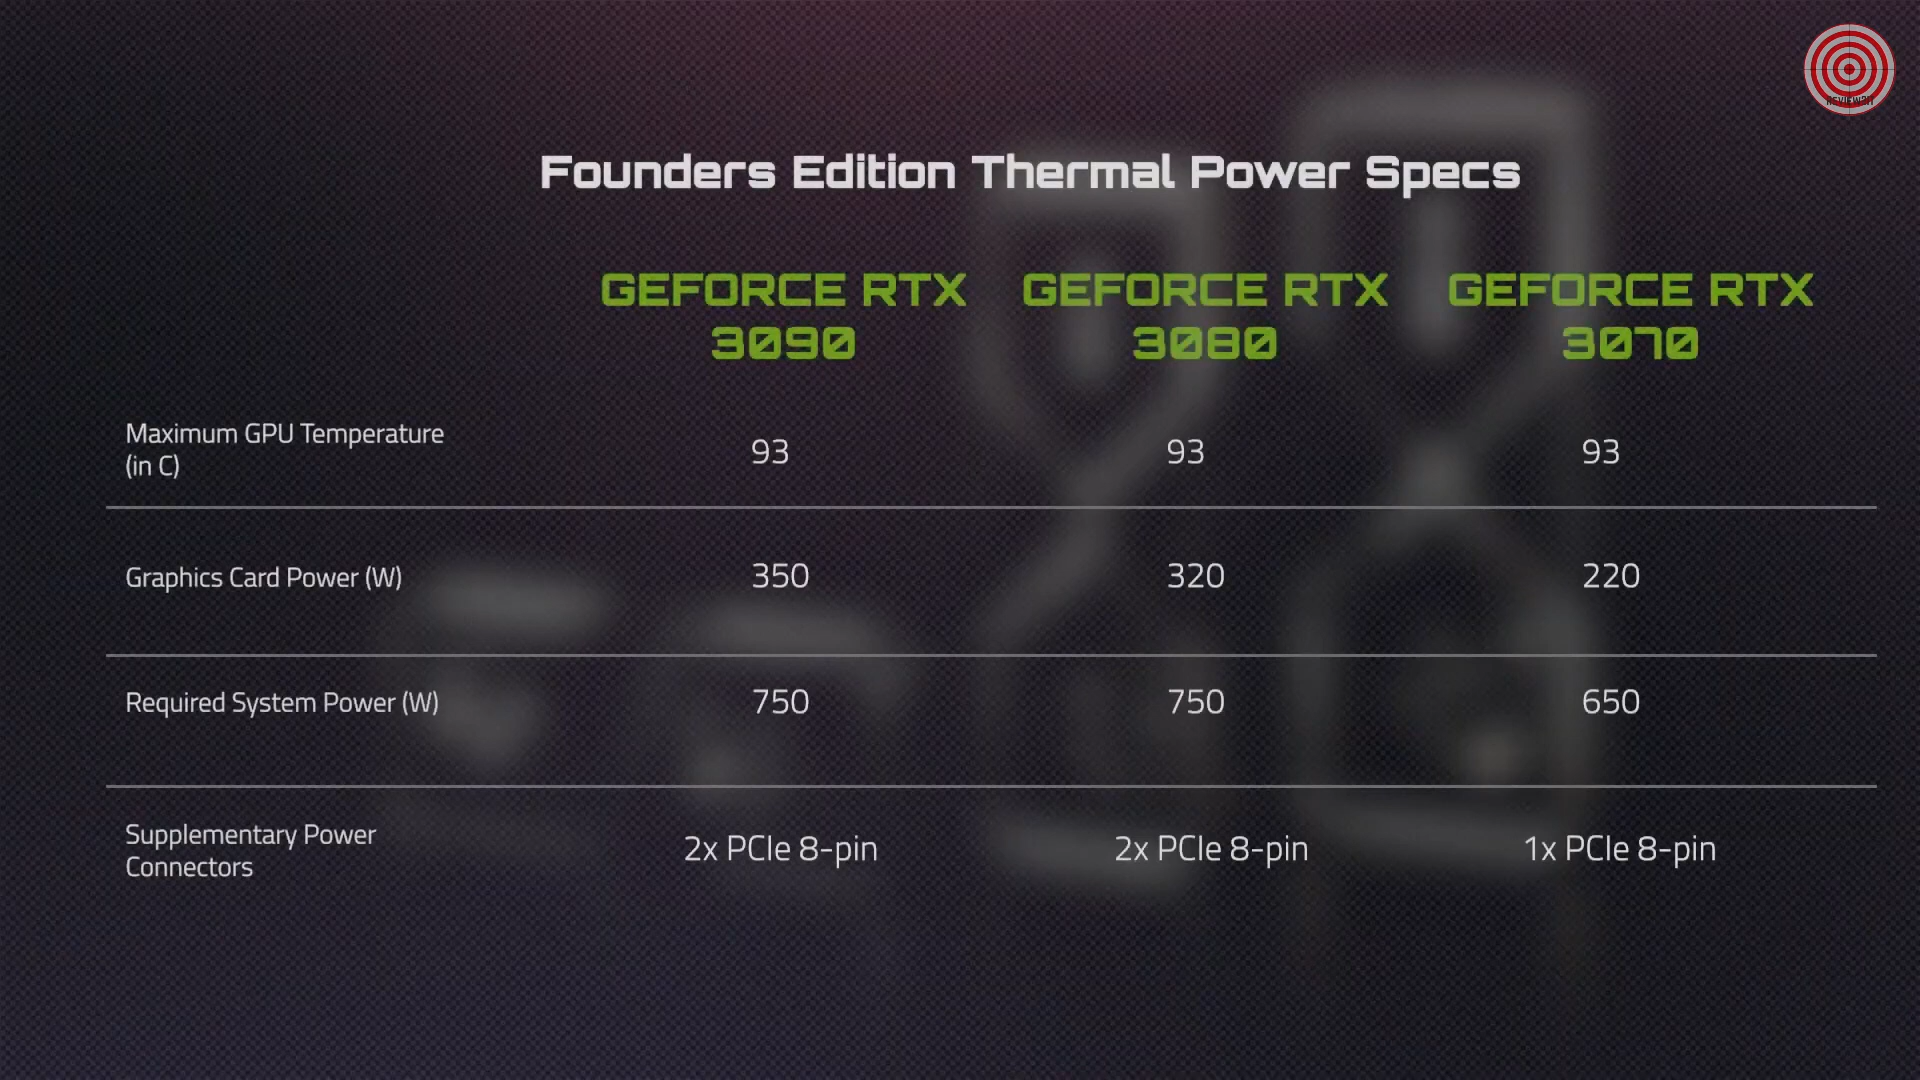 REVIEW2IT
Founders Edition Thermal Power Specs
GEFORCE RTX
3090
GEFORCE RTX
3080
GEFORCE RTX
3070
Maximum GPU Temperature
(in C)
93
93
93
Graphics Card Power (W)
350
320
220
Required System Power (W)
750
750
650
Supplementary Power
Connectors
2x PCIe 8-pin
2x PCIe 8-pin
1x PCIe 8-pin